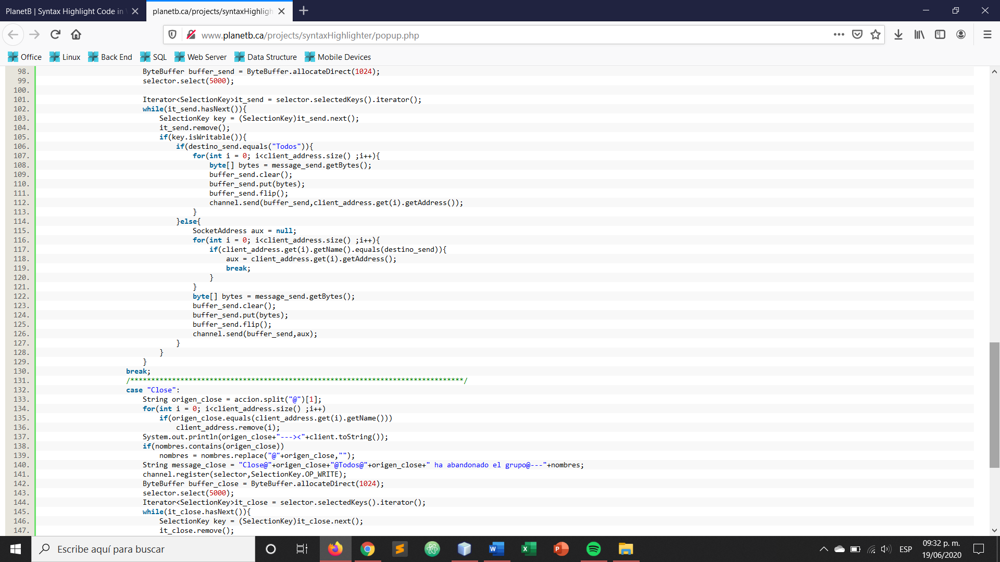 PlanetB | Syntax Highlight Code in
planetb.ca/projects/syntaxHighligh
www.planetb.ca/projects/syntaxHighlighter/popup.php
Office Linux Back End SQL Web Server Data Structure Mobile Devices
98. ByteBuffer buffer_send = ByteBuffer.allocateDirect(1024);
99. selector.select(5000);
100.
101. Iterator<SelectionKey>it_send = selector.selectedKeys().iterator();
102. while(it_send.hasNext()){
103. SelectionKey key = (SelectionKey)it_send.next();
104. it_send.remove();
105. if(key.isWritable()){
106. if(destino_send.equals("Todos")){
107. for(int i = 0; i<client_address.size() ;i++){
108. byte[] bytes = message_send.getBytes();
109. buffer_send.clear();
110. buffer_send.put(bytes);
111. buffer_send.flip();
112. channel.send(buffer_send,client_address.get(i).getAddress());
113. }
114. }else{
115. SocketAddress aux = null;
116. for(int i = 0; i<client_address.size() ;i++){
117. if(client_address.get(i).getName().equals(destino_send)){
118. aux = client_address.get(i).getAddress();
119. break;
120. }
121. }
122. byte[] bytes = message_send.getBytes();
123. buffer_send.clear();
124. buffer_send.put(bytes);
125. buffer_send.flip();
126. channel.send(buffer_send,aux);
127. }
128. }
129. }
130. break;
131. /********************************************************************************/
132. case "Close":
133. String origen_close = accion.split("@")[1];
134. for(int i = 0; i<client_address.size() ;i++)
135. if(origen_close.equals(client_address.get(i).getName()))
136. client_address.remove(i);
137. System.out.println(origen_close+"---><"+client.toString());
138. if(nombres.contains(origen_close))
139. nombres = nombres.replace("@"+origen_close,"");
140. String message_close = "Close@"+origen_close+"@Todos@"+origen_close+" ha abandonado el grupo@---"+nombres;
141. channel.register(selector,SelectionKey.OP_WRITE);
142. ByteBuffer buffer_close = ByteBuffer.allocateDirect(1024);
143. selector.select(5000);
144. Iterator<SelectionKey>it_close = selector.selectedKeys().iterator();
145. while(it_close.hasNext()){
146. SelectionKey key = (SelectionKey)it_close.next();
147. it_close.remove();
Escribe aquí para buscar
ESP
09:32 p. m.
19/06/2020